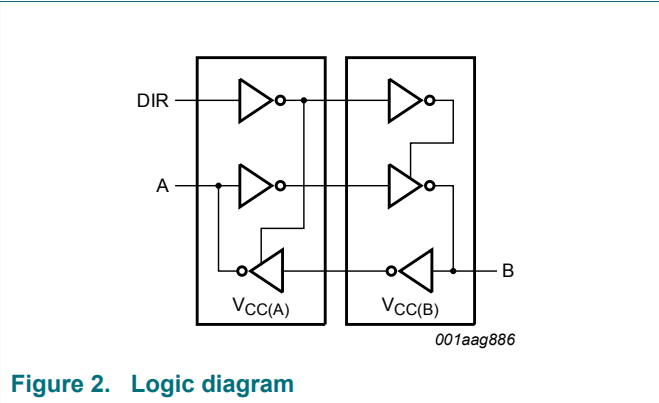 DIR
A
B
VCC(A)
VCC(B)
001aag886
Figure 2. Logic diagram